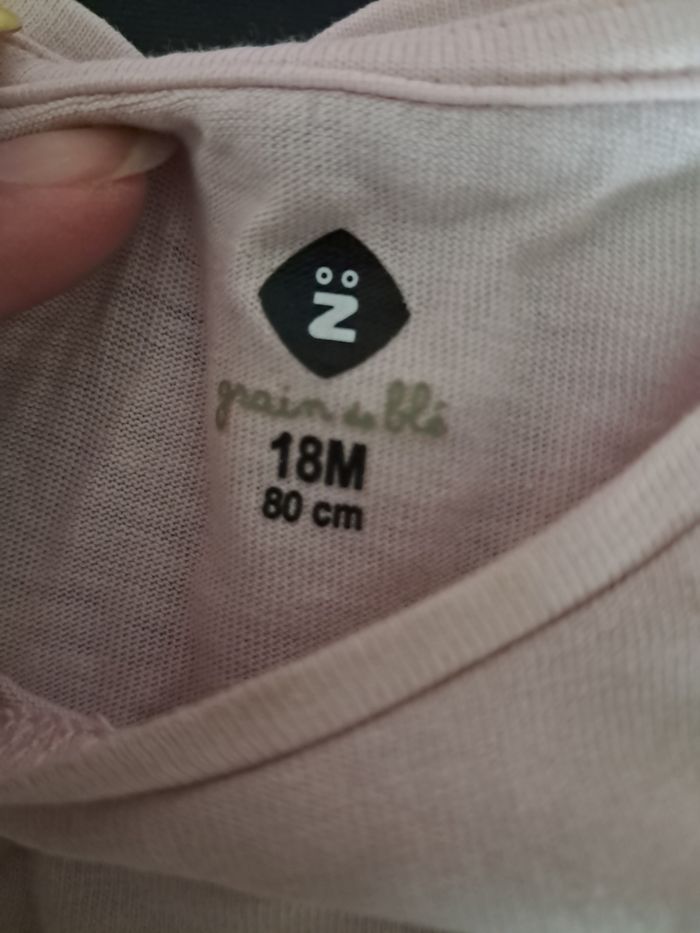 Z
grain de blé
18M
80 cm